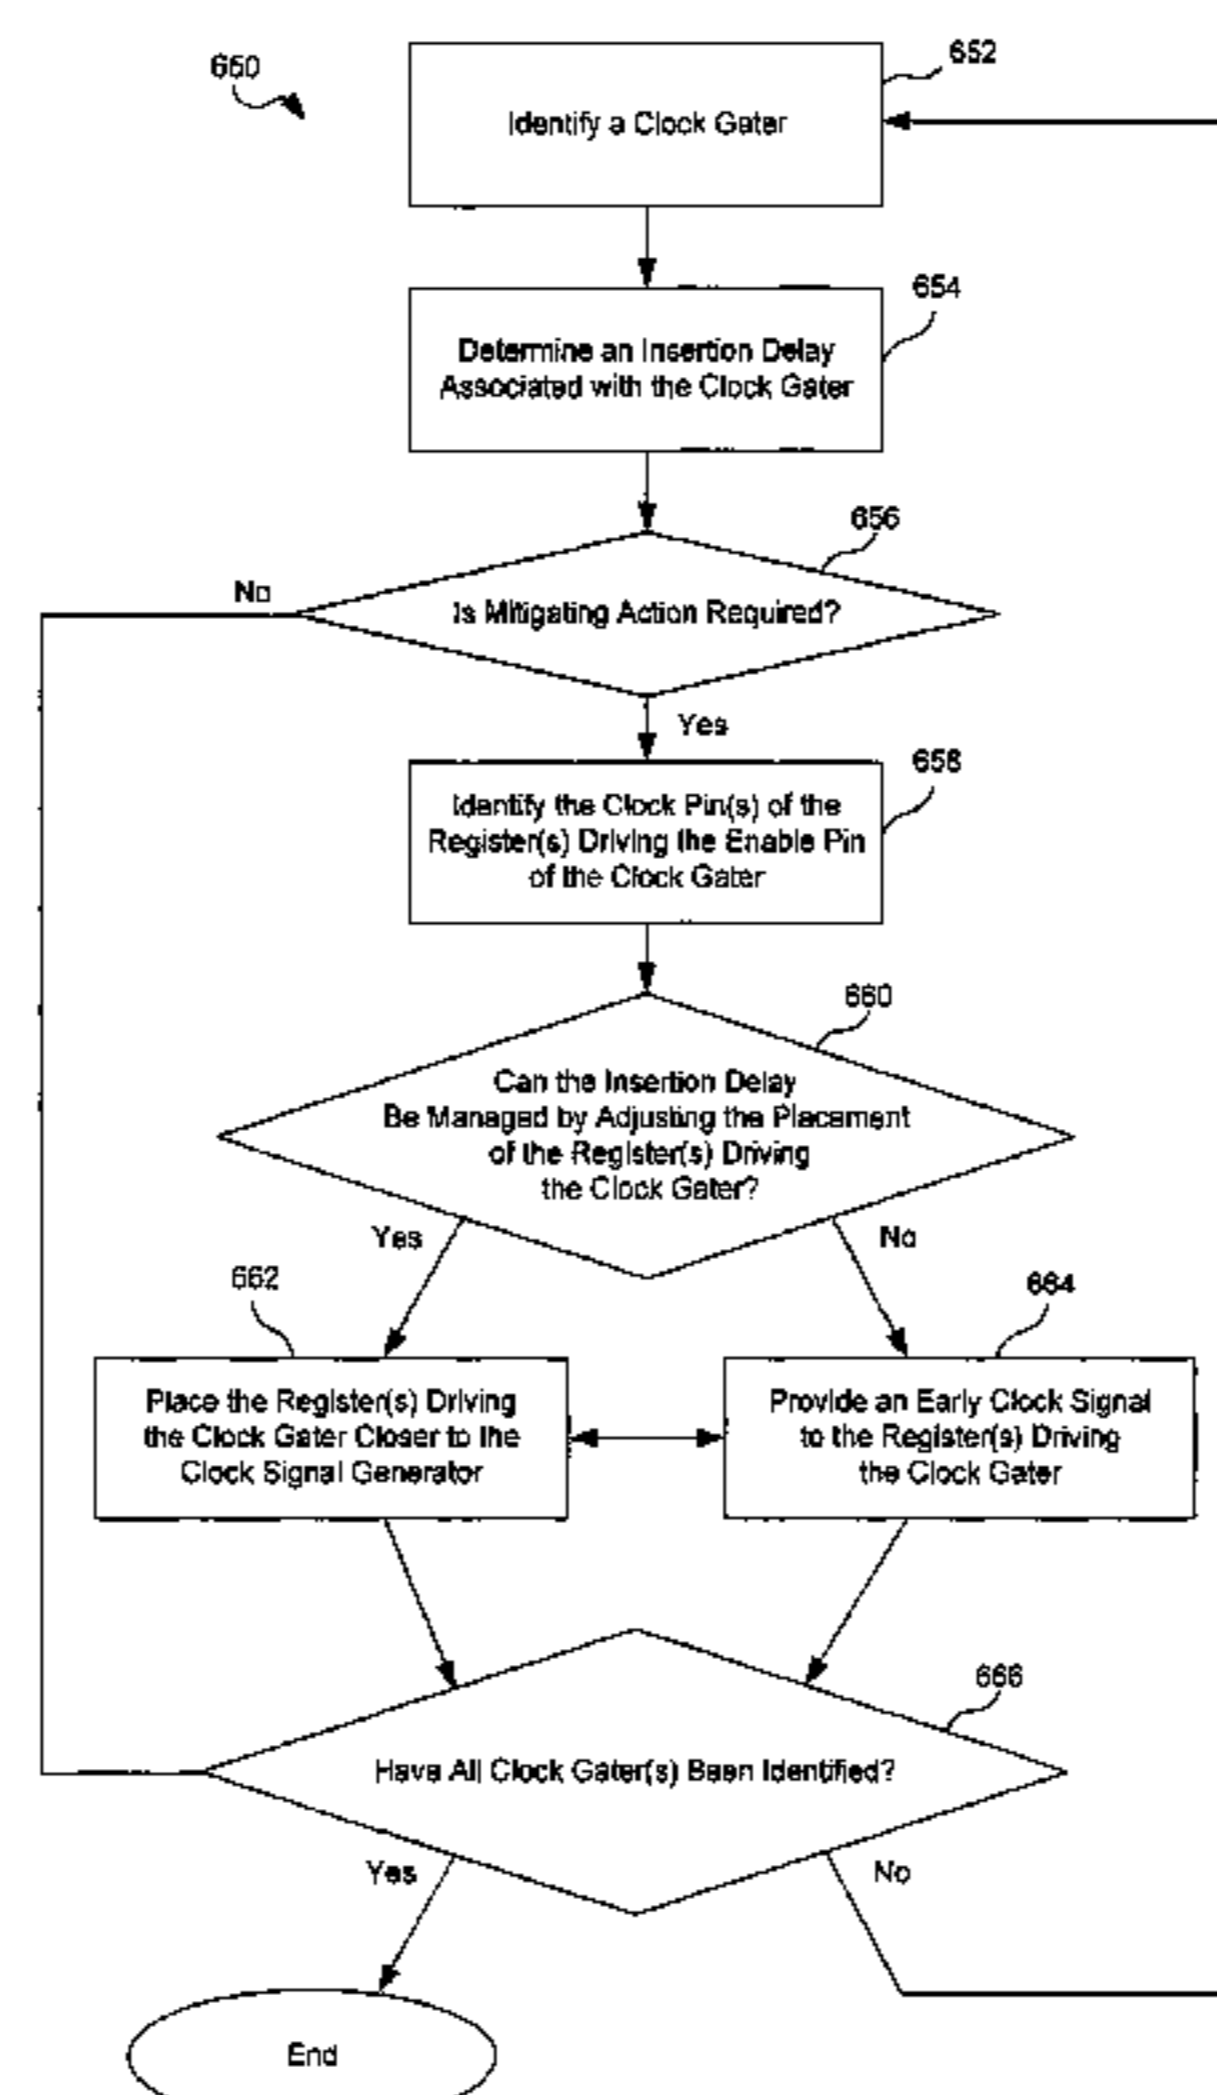 650
652
Identify a Clock Gater
654
Determine an Insertion Delay
Associated with the Clock Gater
656
No
Is Mitigating Action Required?
Yes
658
Identify the Clock Pin(s) of the
Register(s) Driving the Enable Pin
of the Clock Gater
660
Can the Insertion Delay
Be Managed by Adjusting the Placement
of the Register(s) Driving
the Clock Gater?
Yes
No
662
664
Place the Register(s) Driving
the Clock Gater Closer to the
Clock Signal Generator
Provide an Early Clock Signal
to the Register(s) Driving
the Clock Gater
666
Have All Clock Gater(s) Been Identified?
Yes
No
End